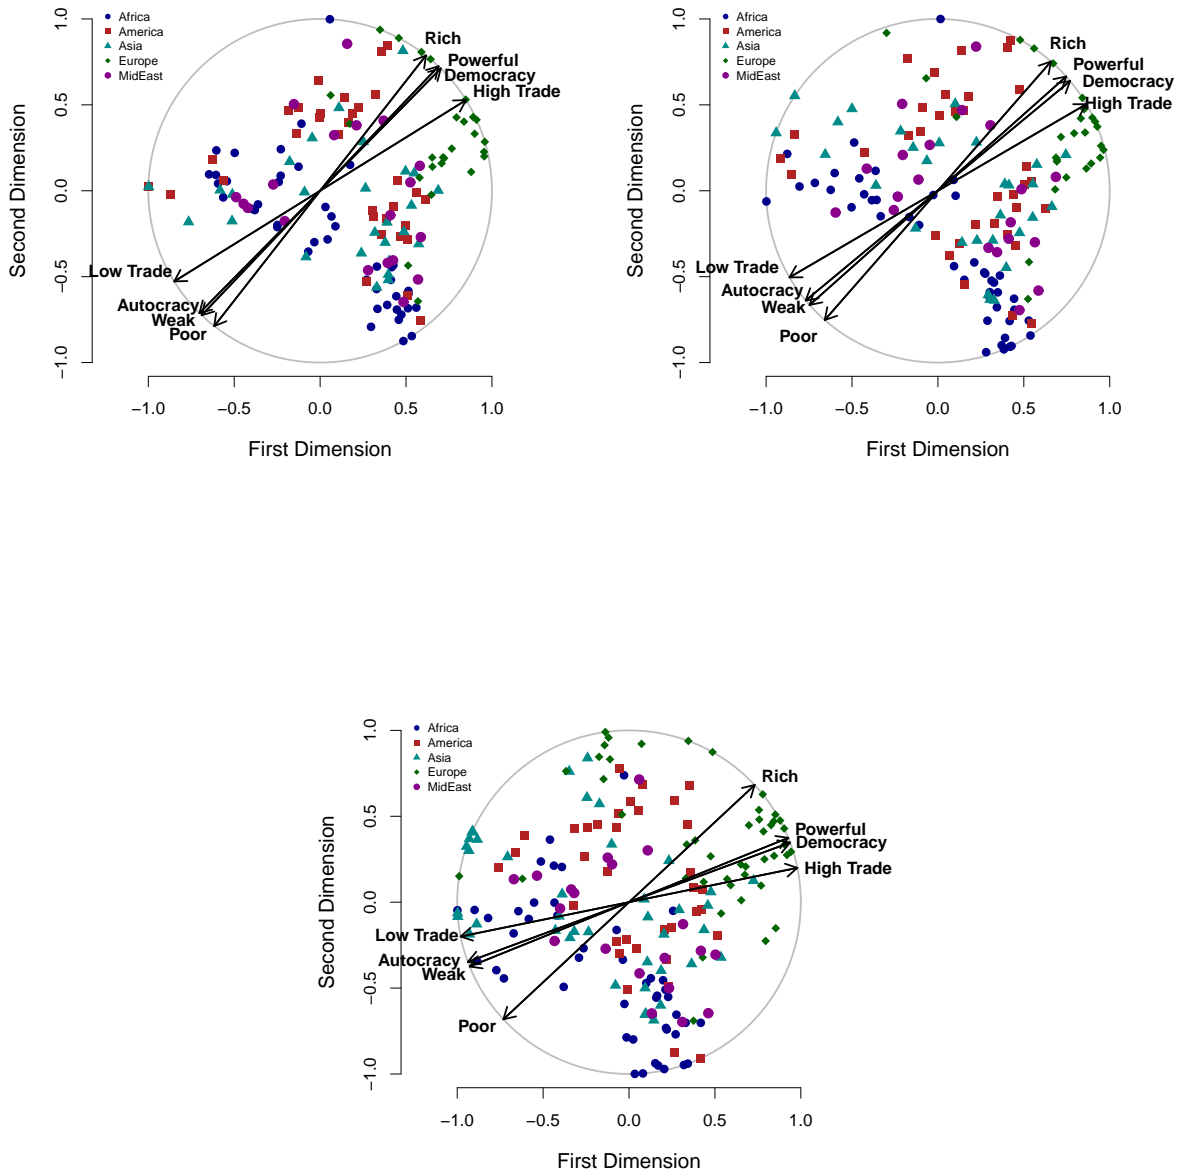 Africa
America
Asia
Europe
MidEast
Rich
Powerful
Democracy
High Trade
Low Trade
Autocracy
Weak
Poor
Second Dimension
−1.0 −0.5 0.0 0.5 1.0
−1.0 −0.5 0.0 0.5 1.0
First Dimension
Africa
America
Asia
Europe
MidEast
Rich
Powerful
Democracy
High Trade
Low Trade
Autocracy
Weak
Poor
Second Dimension
−1.0 −0.5 0.0 0.5 1.0
−1.0 −0.5 0.0 0.5 1.0
First Dimension
Africa
America
Asia
Europe
MidEast
Rich
Powerful
Democracy
High Trade
Low Trade
Autocracy
Weak
Poor
Second Dimension
−1.0 −0.5 0.0 0.5 1.0
−1.0 −0.5 0.0 0.5 1.0
First Dimension